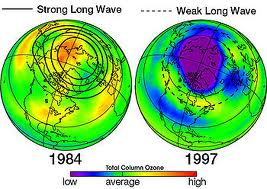 Strong Long Wave
Weak Long Wave
1984
1997
Total Column Ozone
low
average
high